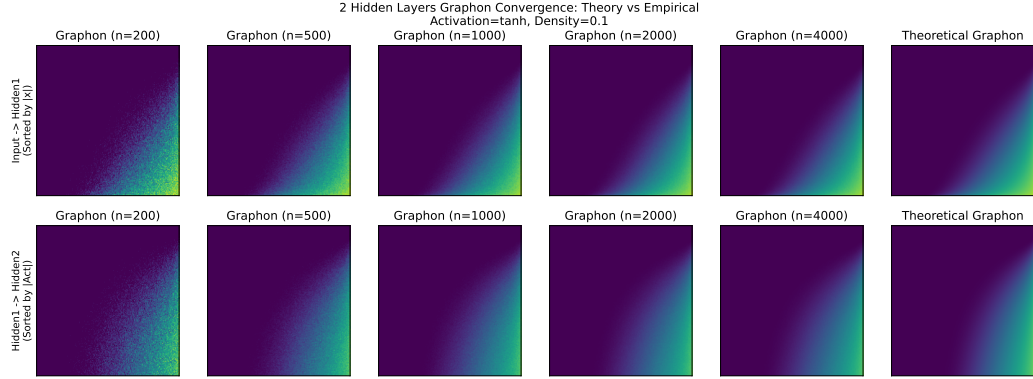 2 Hidden Layers Graphon Convergence: Theory vs Empirical
Activation=tanh, Density=0.1
Graphon (n=200)
Graphon (n=500)
Graphon (n=1000)
Graphon (n=2000)
Graphon (n=4000)
Theoretical Graphon
Input -> Hidden1
(Sorted by |x|)
Graphon (n=200)
Graphon (n=500)
Graphon (n=1000)
Graphon (n=2000)
Graphon (n=4000)
Theoretical Graphon
Hidden1 -> Hidden2
(Sorted by |Act|)